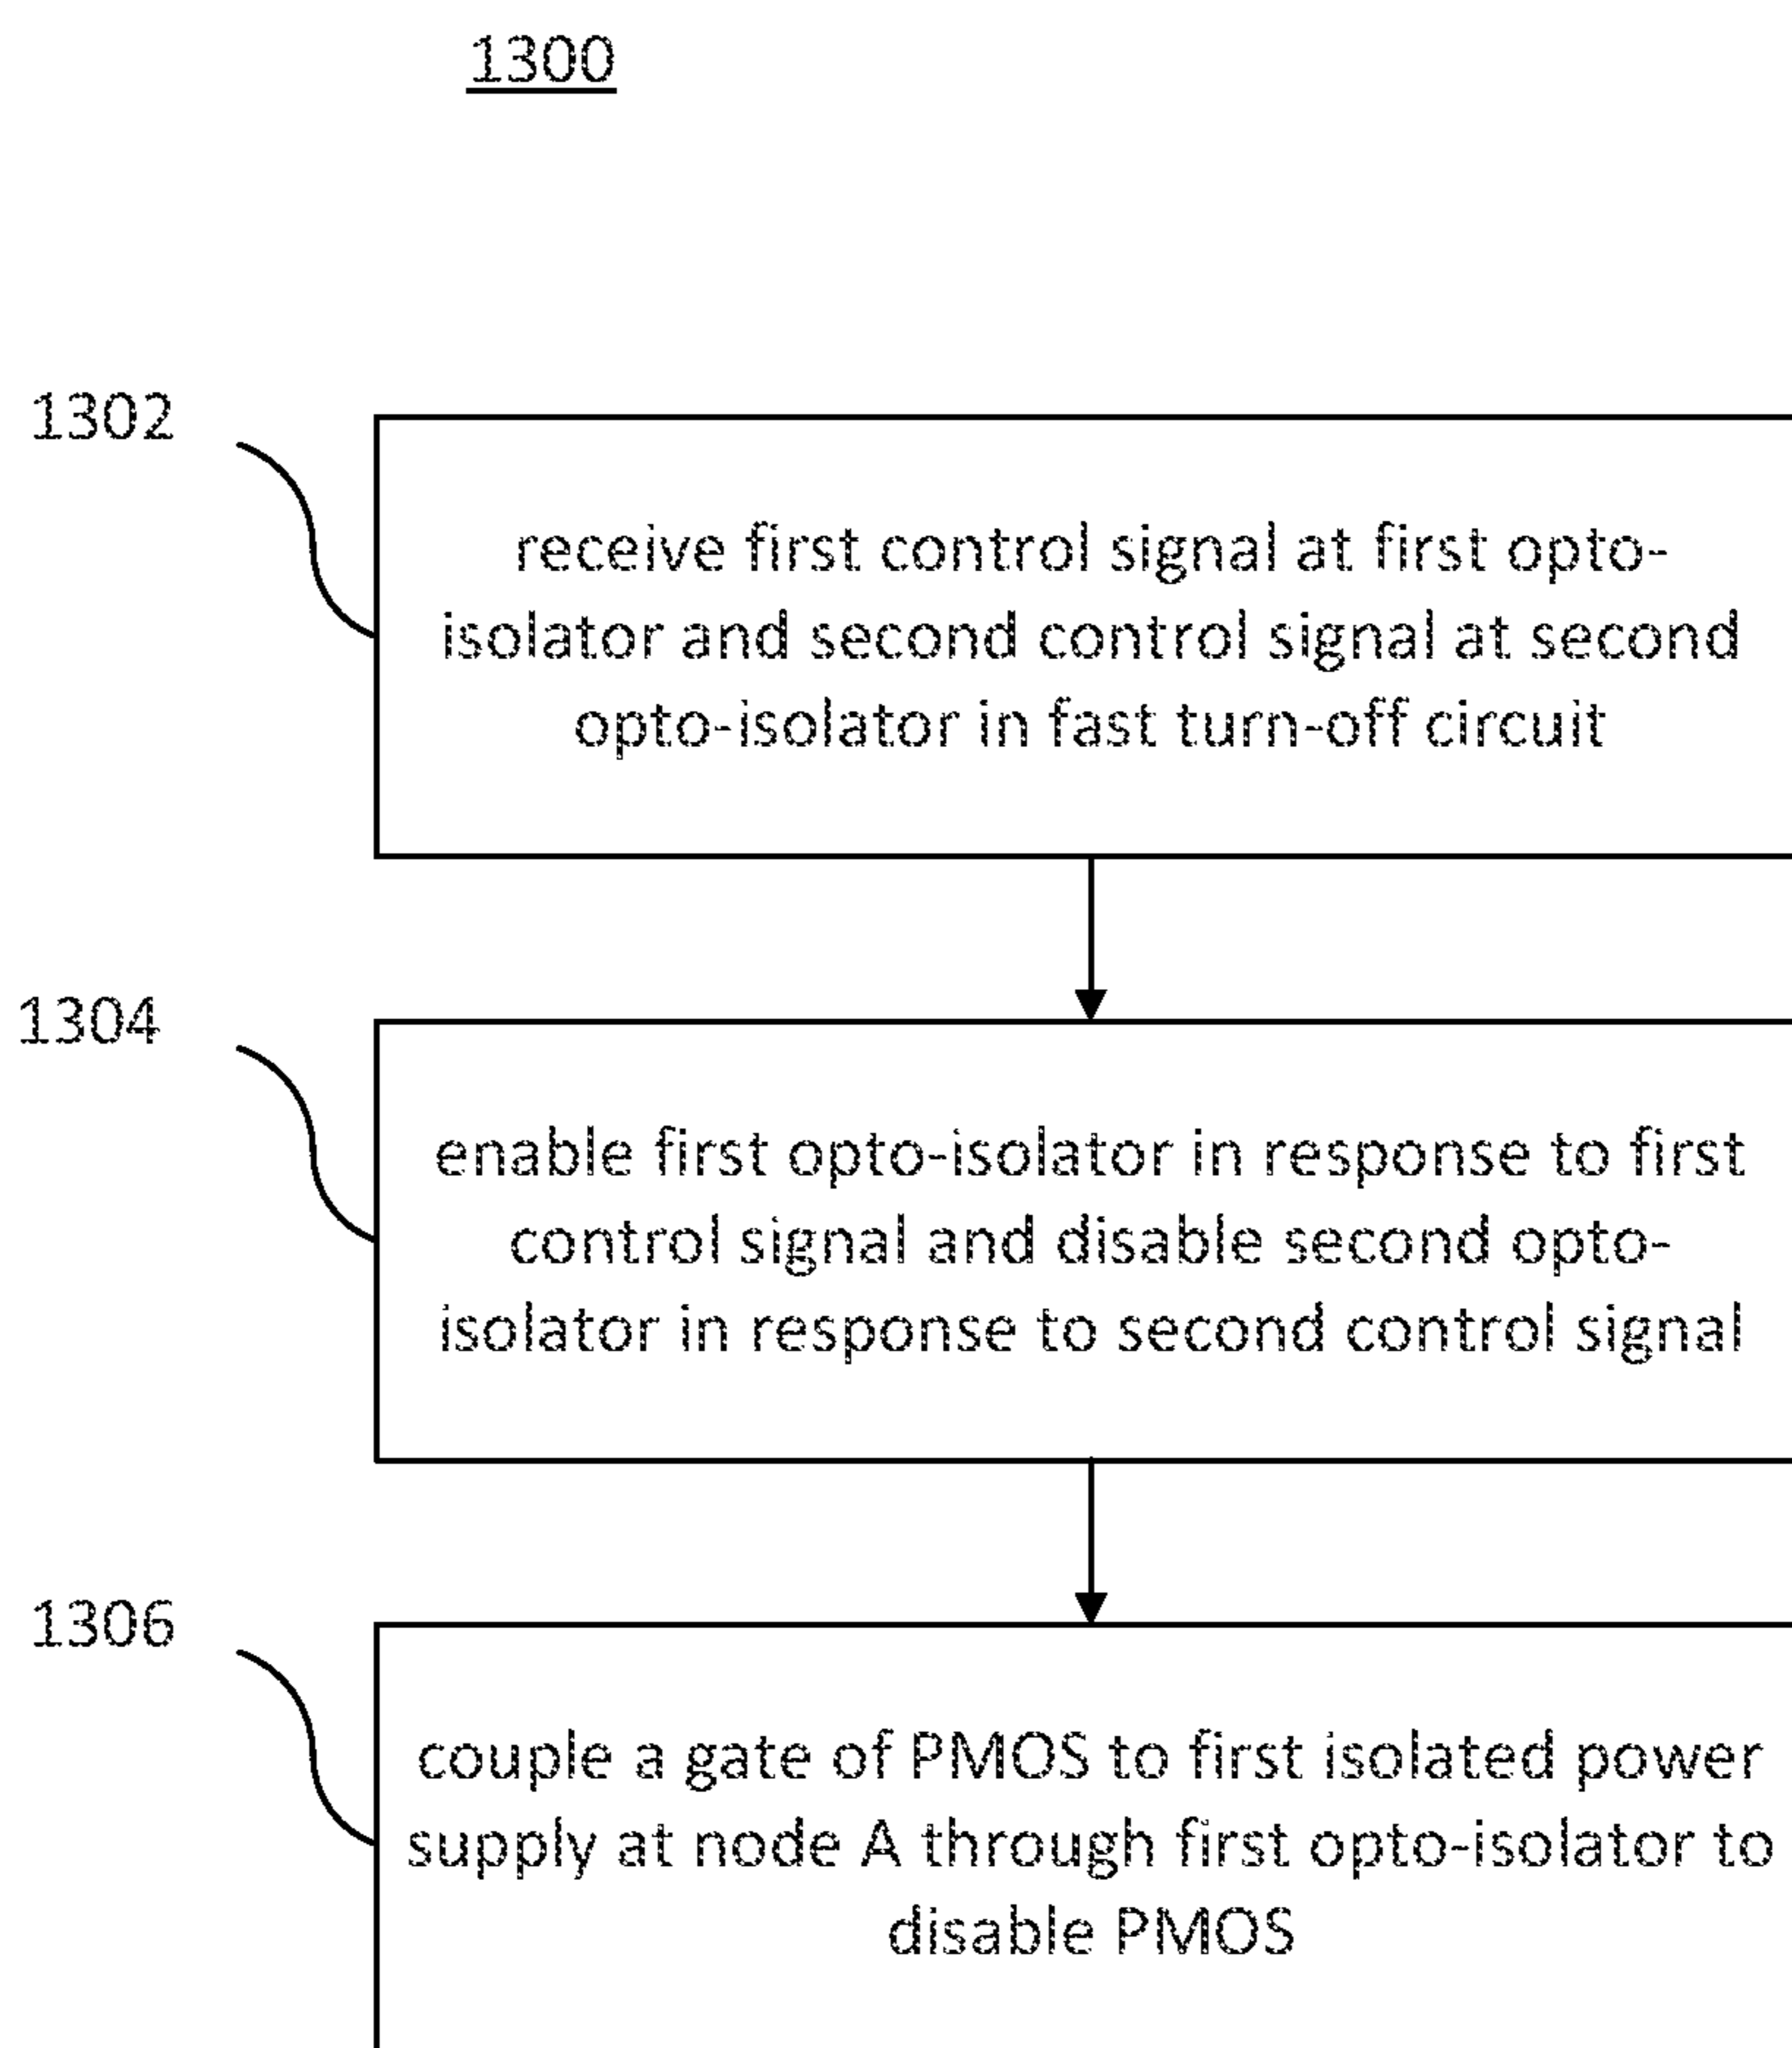 1300
1302
receive first control signal at first opto-
isolator and second control signal at second
opto-isolator in fast turn-off circuit
1304
enable first opto-isolator in response to first
control signal and disable second opto-
isolator in response to second control signal
1306
couple a gate of PMOS to first isolated power
supply at node A through first opto-isolator to
disable PMOS